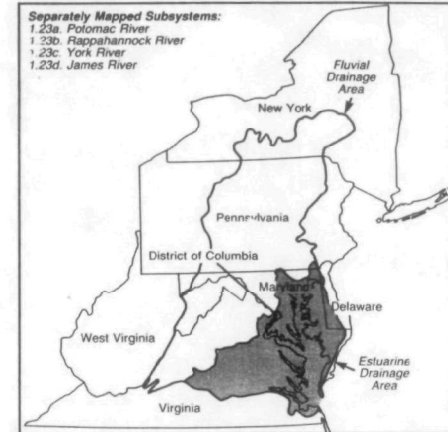 Separately Mapped Subsystems:
1.23a. Potomac River
1.23b. Rappahannock River
1.23c. York River
1.23d. James River
Fluvial
Drainage
Area
New York
Pennsylvania
District of Columbia
Maryland
Delaware
West Virginia
Estuarine
Drainage
Area
Virginia